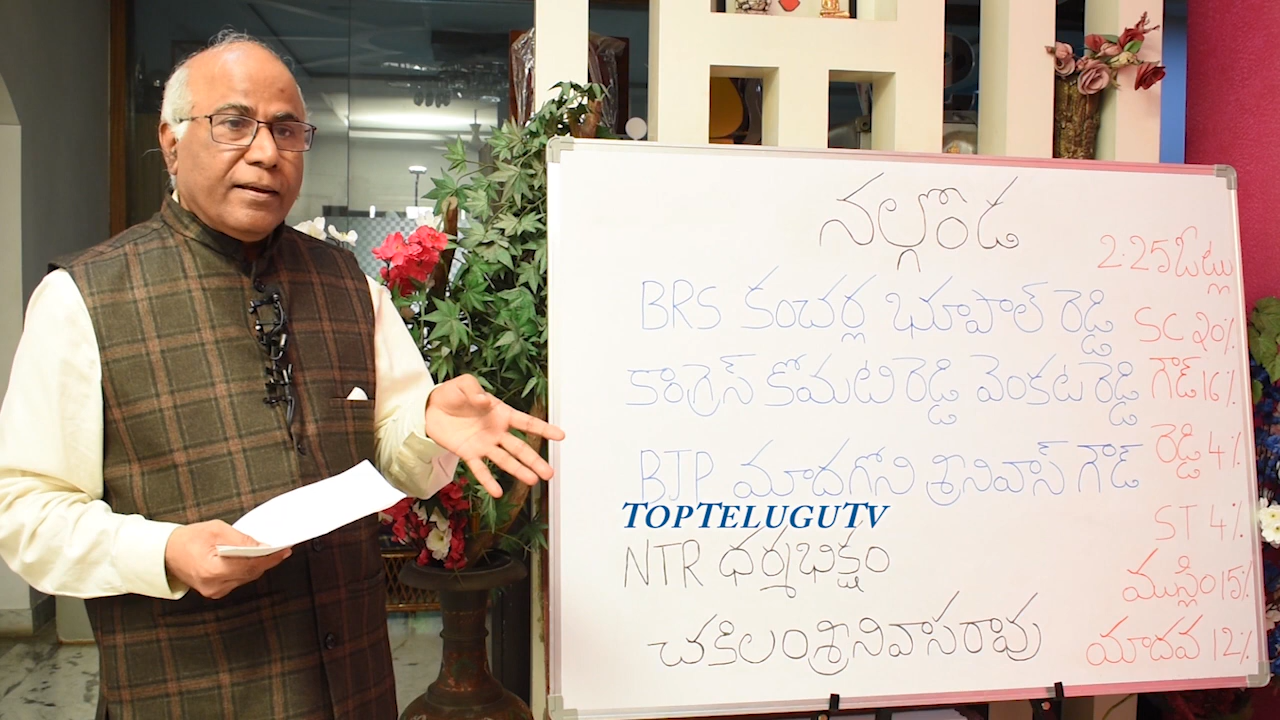 నల్గొండ
2.25 ఓట్లు
BRS కంచర్ల భూపాల్ రెడ్డి
SC 20%
కాంగ్రెస్ కోమటిరెడ్డి వెంకటరెడ్డి
గౌడ్ 16%
BJP మాదగోని శ్రీనివాస్ గౌడ్
రెడ్డి 4%
TOPTELUGUTV
ST 4%
NTR ధర్మభిక్షం
ముస్లిం 15%
చకిలంశ్రీనివాసరావు
యాదవ 12%